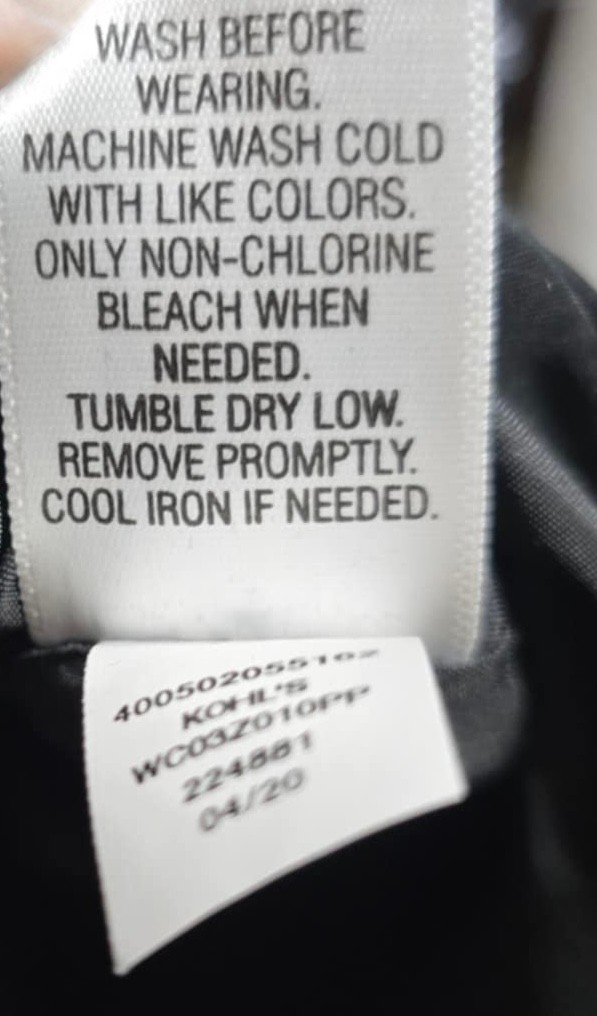 WASH BEFORE
WEARING.
MACHINE WASH COLD
WITH LIKE COLORS.
ONLY NON-CHLORINE
BLEACH WHEN
NEEDED.
TUMBLE DRY LOW.
REMOVE PROMPTLY.
COOL IRON IF NEEDED.
KOHL'S
WC03Z010PP
224881
04/20